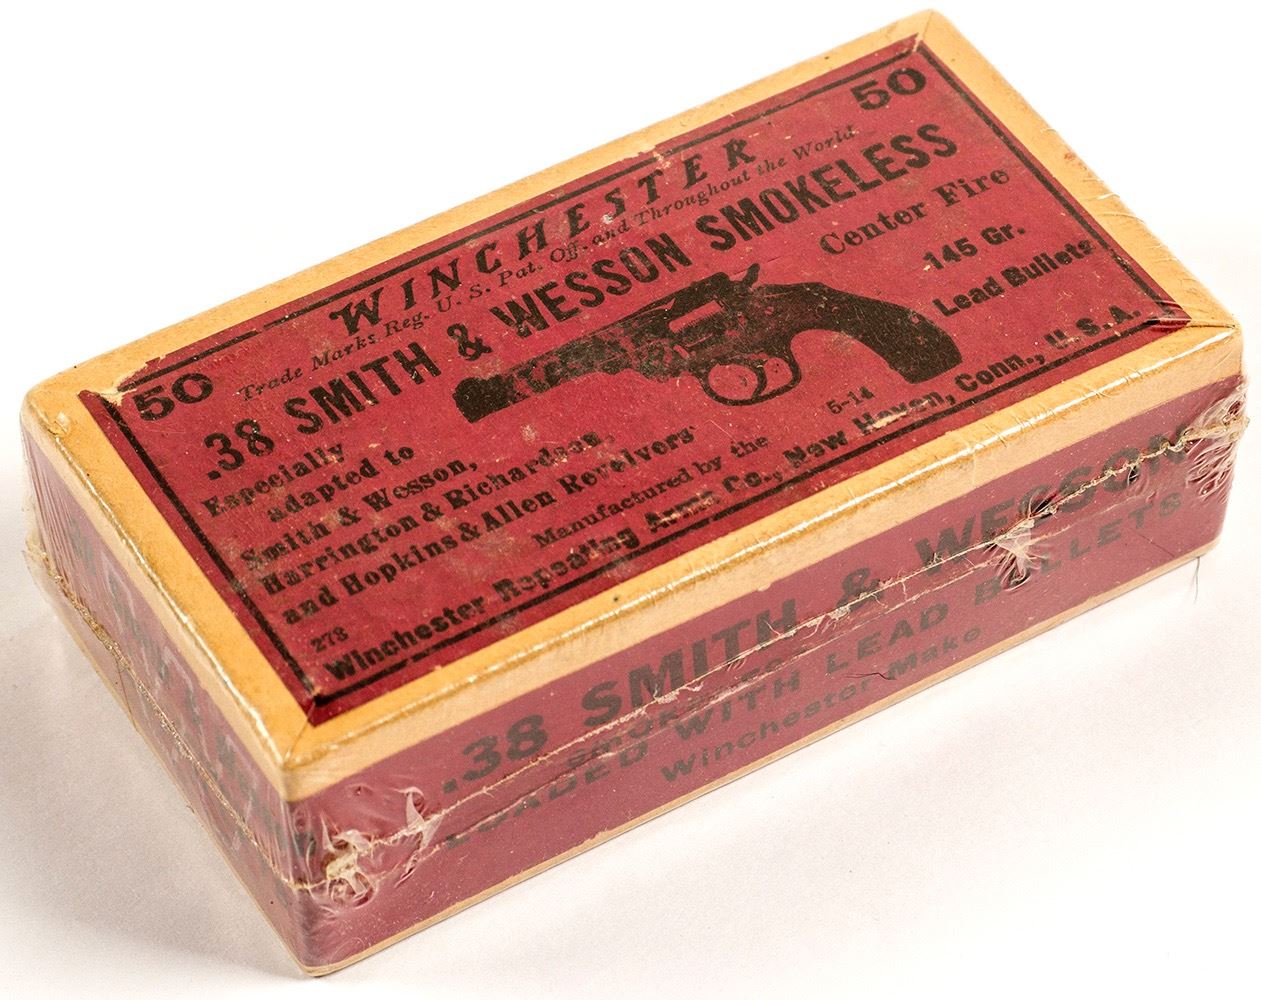 50
50
WINCHESTER
Trade Marks Reg. U. S. Pat. Off. and Throughout the World
.38 SMITH & WESSON SMOKELESS
Center Fire
145 Gr.
Lead Bullets
Especially
adapted to
Smith & Wesson,
Harrington & Richardson,
and Hopkins & Allen Revolvers
Manufactured by the
5-14
273
Winchester Repeating Arms Co., New Haven, Conn., U.S.A.
.38 SMITH & WESSON
SMOKELESS
LOADED WITH LEAD BULLETS
Winchester Make